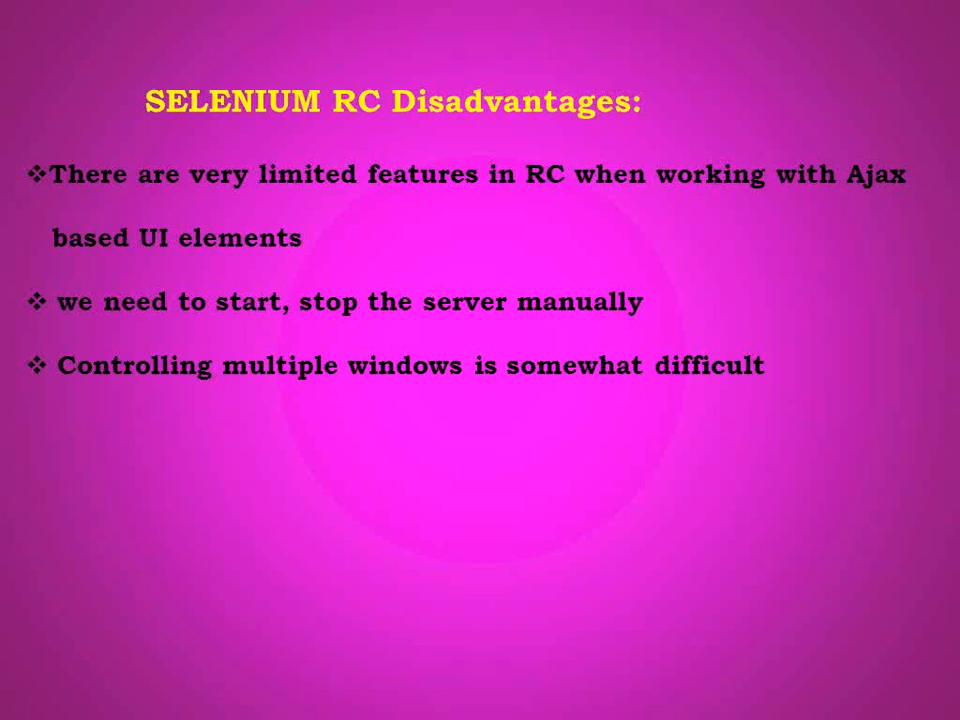 SELENIUM RC Disadvantages:
❖There are very limited features in RC when working with Ajax
based UI elements
❖ we need to start, stop the server manually
❖ Controlling multiple windows is somewhat difficult